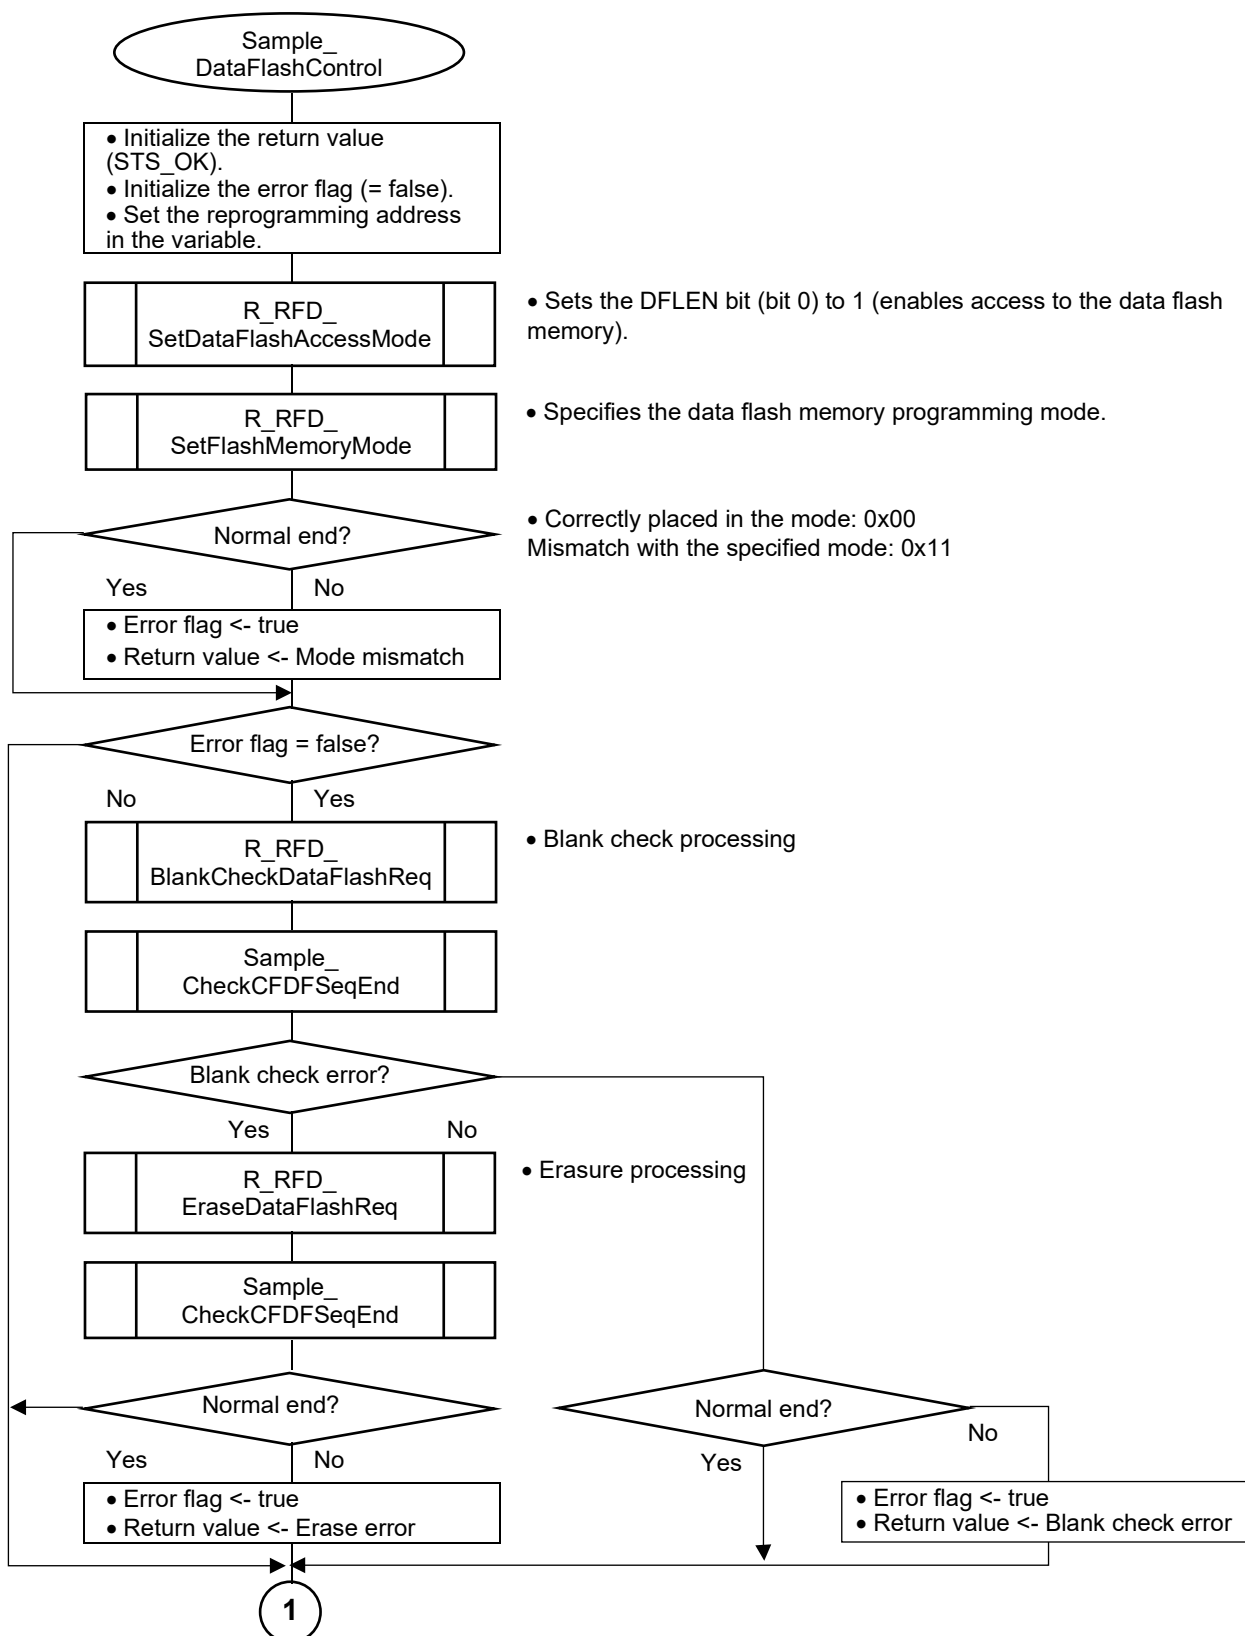 Sample_
DataFlashControl
• Initialize the return value
(STS_OK).
• Initialize the error flag (= false).
• Set the reprogramming address
in the variable.
R_RFD_
SetDataFlashAccessMode
• Sets the DFLEN bit (bit 0) to 1 (enables access to the data flash
memory).
R_RFD_
SetFlashMemoryMode
• Specifies the data flash memory programming mode.
Normal end?
• Correctly placed in the mode: 0x00
Mismatch with the specified mode: 0x11
Yes
No
• Error flag <- true
• Return value <- Mode mismatch
Error flag = false?
No
Yes
R_RFD_
BlankCheckDataFlashReq
• Blank check processing
Sample_
CheckCFDFSeqEnd
Blank check error?
Yes
No
R_RFD_
EraseDataFlashReq
• Erasure processing
Sample_
CheckCFDFSeqEnd
Normal end?
Yes
No
• Error flag <- true
• Return value <- Erase error
Normal end?
Yes
No
• Error flag <- true
• Return value <- Blank check error
1